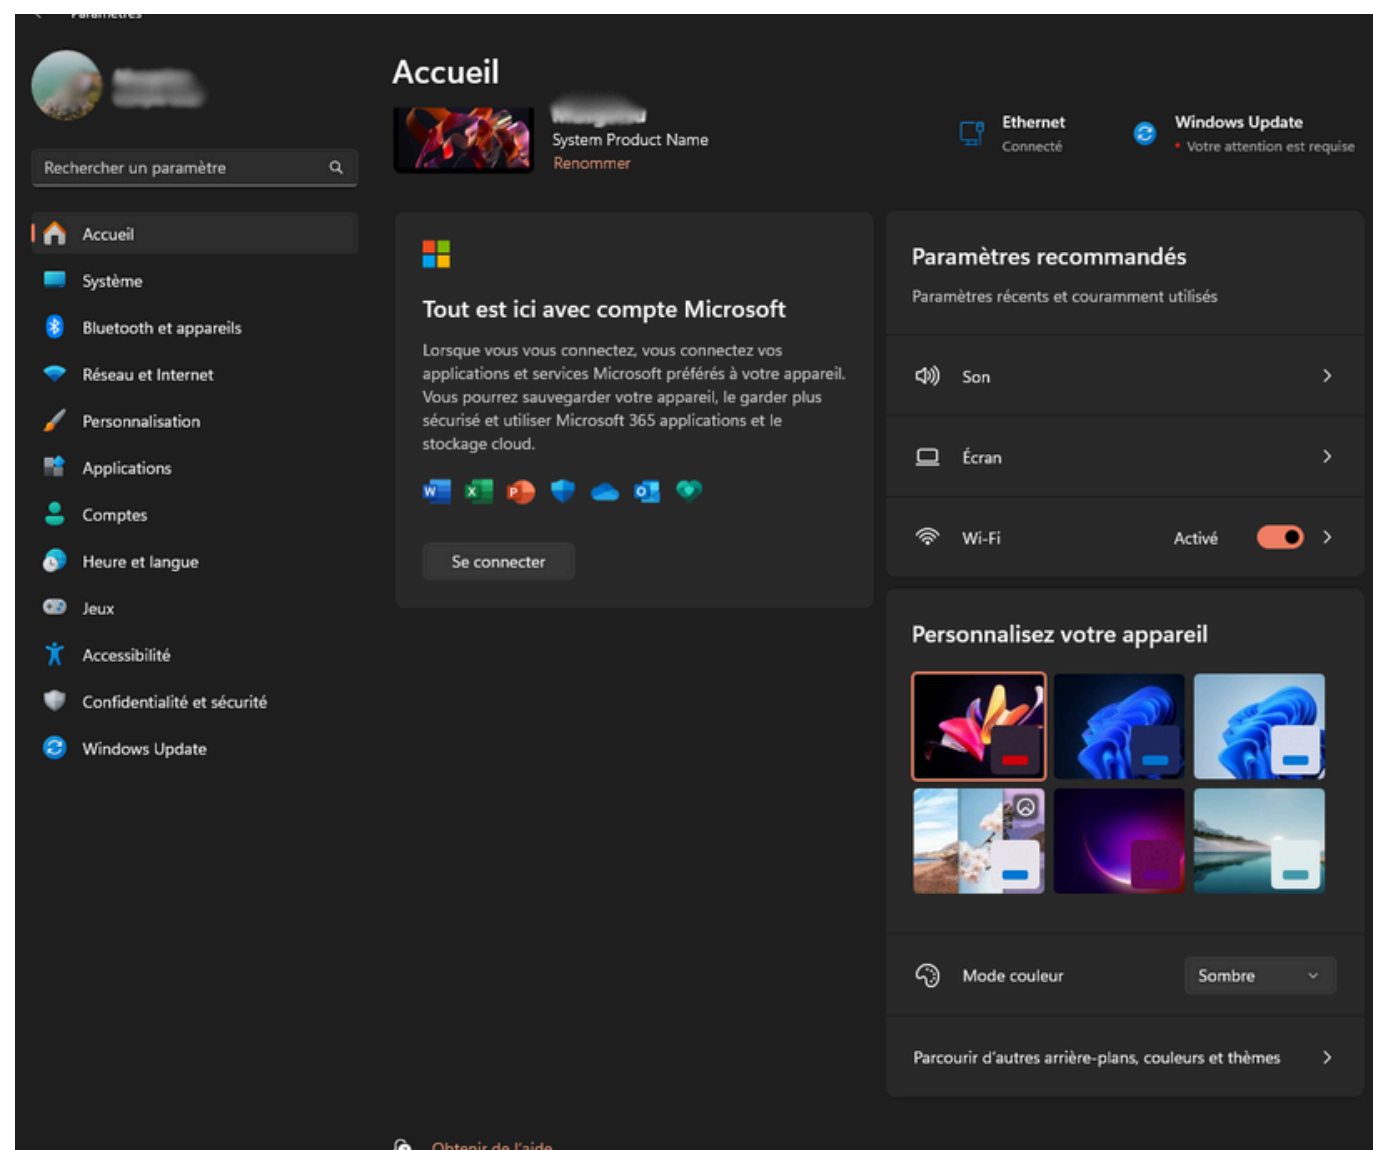 Paramètres
Accueil
System Product Name
Renommer
Ethernet
Connecté
Windows Update
• Votre attention est requise
Rechercher un paramètre
Accueil
Système
Bluetooth et appareils
Réseau et Internet
Personnalisation
Applications
Comptes
Heure et langue
Jeux
Accessibilité
Confidentialité et sécurité
Windows Update
Tout est ici avec compte Microsoft
Lorsque vous vous connectez, vous connectez vos
applications et services Microsoft préférés à votre appareil.
Vous pourrez sauvegarder votre appareil, le garder plus
sécurisé et utiliser Microsoft 365 applications et le
stockage cloud.
Se connecter
Paramètres recommandés
Paramètres récents et couramment utilisés
Son
Écran
Wi-Fi
Activé
Personnalisez votre appareil
Mode couleur
Sombre
Parcourir d'autres arrière-plans, couleurs et thèmes
Obtenir de l'aide